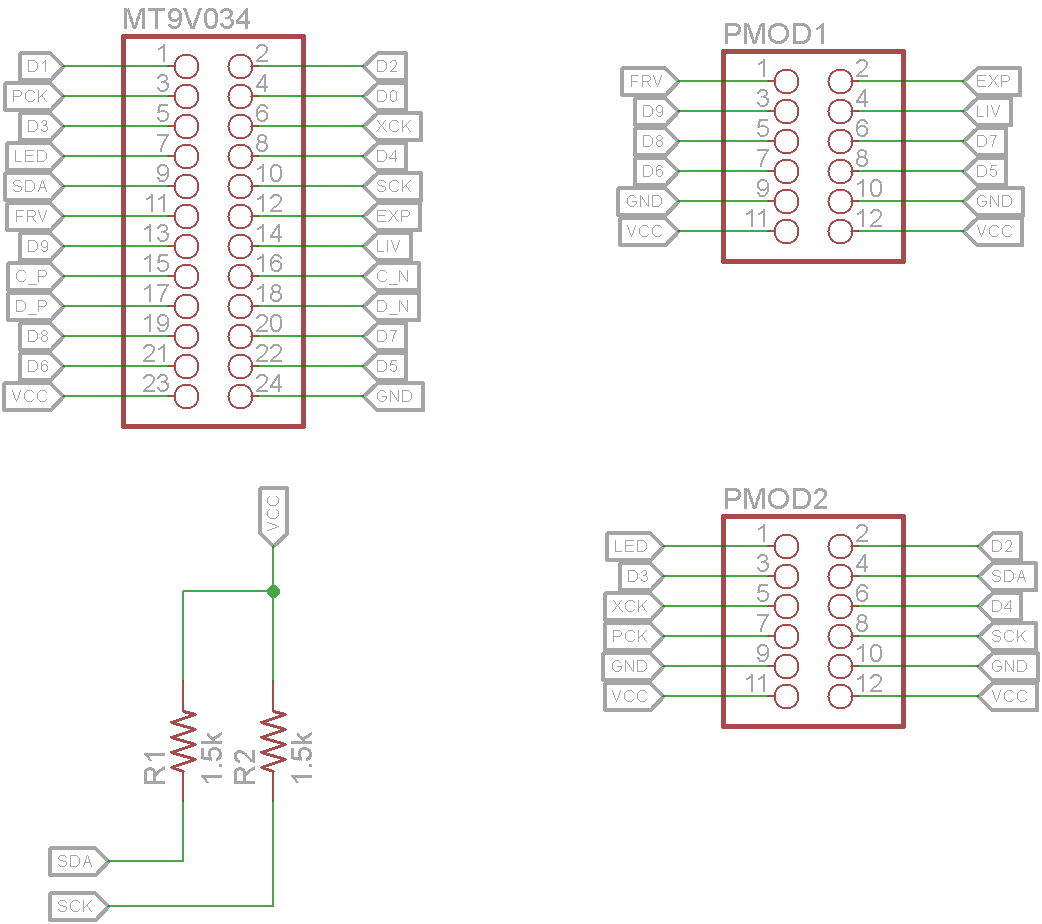 MT9V034
D1 1 2 D2
PCK 3 4 D0
D3 5 6 XCK
LED 7 8 D4
SDA 9 10 SCK
FRV 11 12 EXP
D9 13 14 LIV
C_P 15 16 C_N
D_P 17 18 D_N
D8 19 20 D7
D6 21 22 D5
VCC 23 24 GND
PMOD1
FRV 1 2 EXP
D9 3 4 LIV
D8 5 6 D7
D6 7 8 D5
GND 9 10 GND
VCC 11 12 VCC
VCC
R1 1.5k R2 1.5k
SDA
SCK
PMOD2
LED 1 2 D2
D3 3 4 SDA
XCK 5 6 D4
PCK 7 8 SCK
GND 9 10 GND
VCC 11 12 VCC